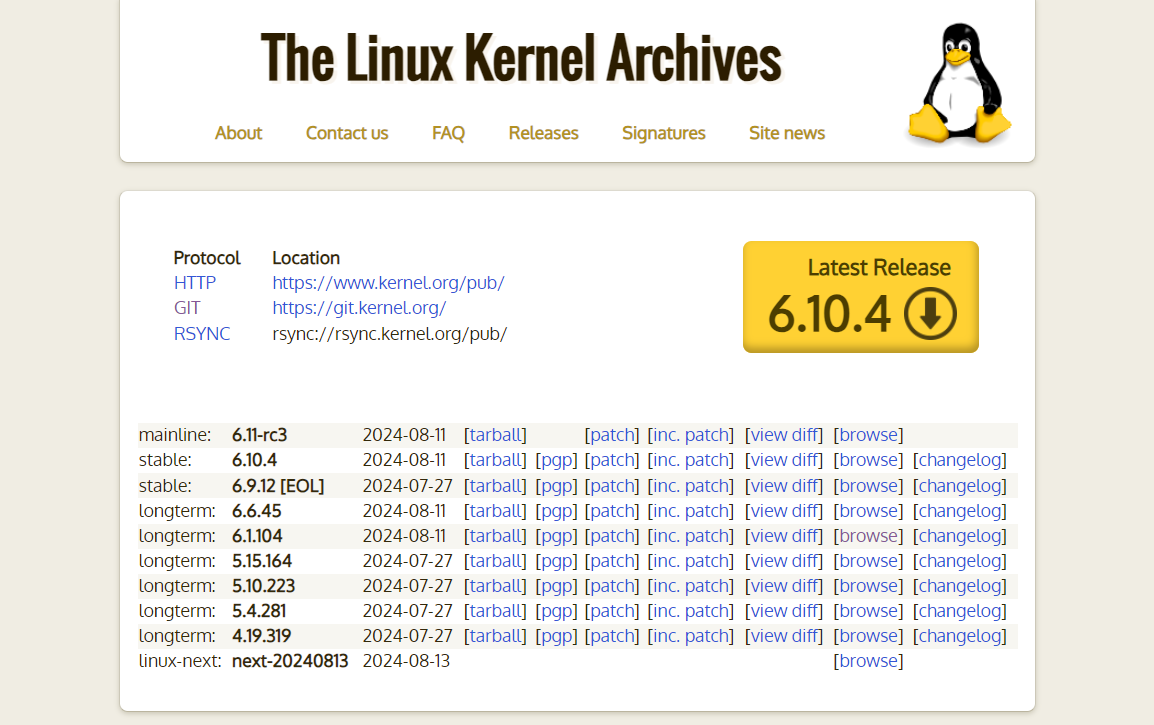 The Linux Kernel Archives
About Contact us FAQ Releases Signatures Site news
Protocol Location
HTTP https://www.kernel.org/pub/
GIT https://git.kernel.org/
RSYNC rsync://rsync.kernel.org/pub/
Latest Release
6.10.4
mainline: 6.11-rc3 2024-08-11 [tarball] [patch] [inc. patch] [view diff] [browse]
stable: 6.10.4 2024-08-11 [tarball] [pgp] [patch] [inc. patch] [view diff] [browse] [changelog]
stable: 6.9.12 [EOL] 2024-07-27 [tarball] [pgp] [patch] [inc. patch] [view diff] [browse] [changelog]
longterm: 6.6.45 2024-08-11 [tarball] [pgp] [patch] [inc. patch] [view diff] [browse] [changelog]
longterm: 6.1.104 2024-08-11 [tarball] [pgp] [patch] [inc. patch] [view diff] [browse] [changelog]
longterm: 5.15.164 2024-07-27 [tarball] [pgp] [patch] [inc. patch] [view diff] [browse] [changelog]
longterm: 5.10.223 2024-07-27 [tarball] [pgp] [patch] [inc. patch] [view diff] [browse] [changelog]
longterm: 5.4.281 2024-07-27 [tarball] [pgp] [patch] [inc. patch] [view diff] [browse] [changelog]
longterm: 4.19.319 2024-07-27 [tarball] [pgp] [patch] [inc. patch] [view diff] [browse] [changelog]
linux-next: next-20240813 2024-08-13 [browse]